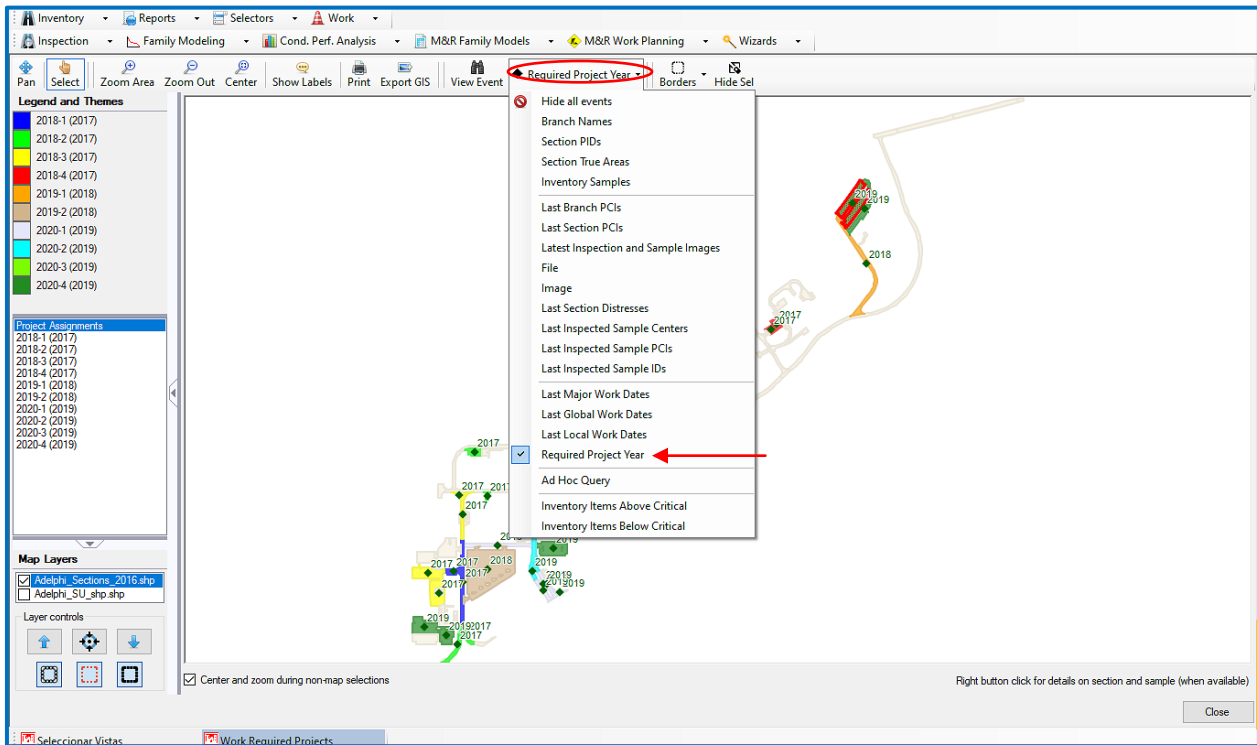 Inventory Reports Selectors Work
Inspection Family Modeling Cond. Perf. Analysis M&R Family Models M&R Work Planning Wizards
Pan Select Zoom Area Zoom Out Center Show Labels Print Export GIS View Event Required Project Year Borders Hide Sel
Legend and Themes
2018-1 (2017)
2018-2 (2017)
2018-3 (2017)
2018-4 (2017)
2019-1 (2018)
2019-2 (2018)
2020-1 (2019)
2020-2 (2019)
2020-3 (2019)
2020-4 (2019)
Project Assignments
2018-1 (2017)
2018-2 (2017)
2018-3 (2017)
2018-4 (2017)
2019-1 (2018)
2019-2 (2018)
2020-1 (2019)
2020-2 (2019)
2020-3 (2019)
2020-4 (2019)
Map Layers
Adelphi_Sections_2016.shp
Adelphi_SU_shp.shp
Layer controls
Hide all events
Branch Names
Section PIDs
Section True Areas
Inventory Samples
Last Branch PCIs
Last Section PCIs
Latest Inspection and Sample Images
File
Image
Last Section Distresses
Last Inspected Sample Centers
Last Inspected Sample PCIs
Last Inspected Sample IDs
Last Major Work Dates
Last Global Work Dates
Last Local Work Dates
Required Project Year
Ad Hoc Query
Inventory Items Above Critical
Inventory Items Below Critical
2019 2019
2018
2017
2017
2017
2017 2017
2017
2019
2017 2017 2018 2019
2017 2019
2017 2019 2019
2019
2019 2017
2017
Center and zoom during non-map selections
Right button click for details on section and sample (when available)
Close
Seleccionar Vistas Work Required Projects